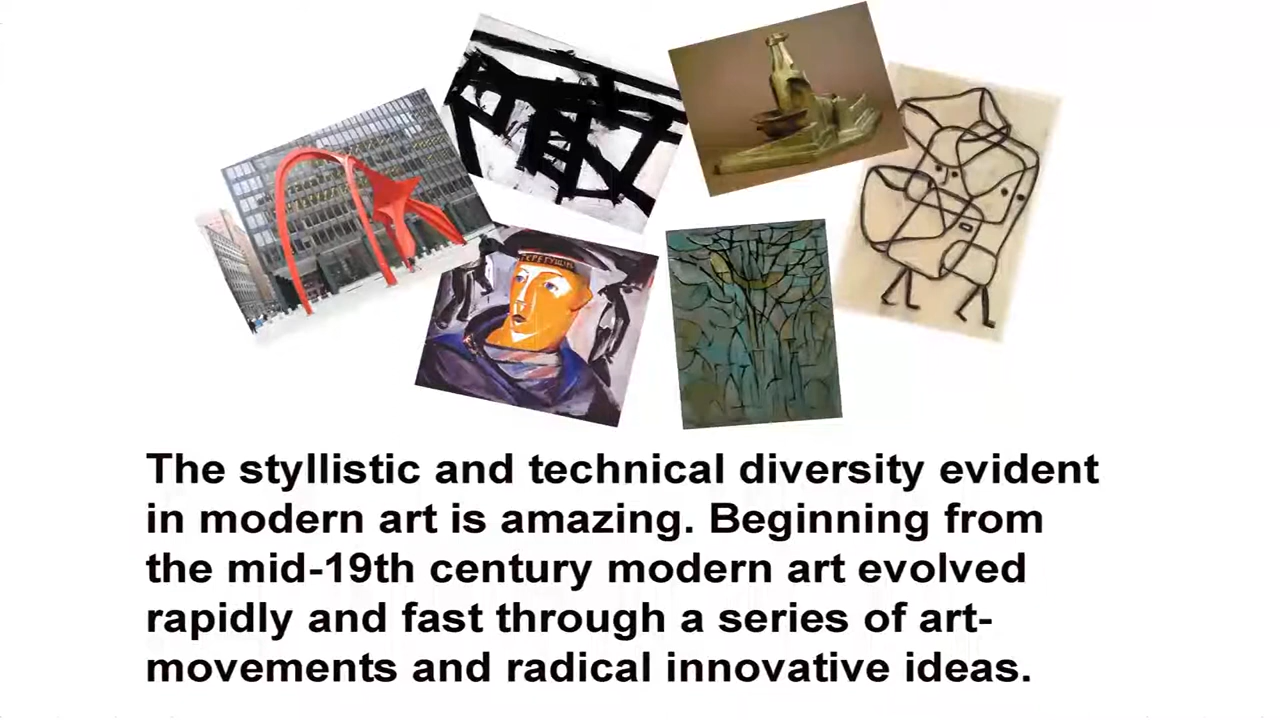 ГЕРЕГУШЙ
The styllistic and technical diversity evident
in modern art is amazing. Beginning from
the mid-19th century modern art evolved
rapidly and fast through a series of art-
movements and radical innovative ideas.